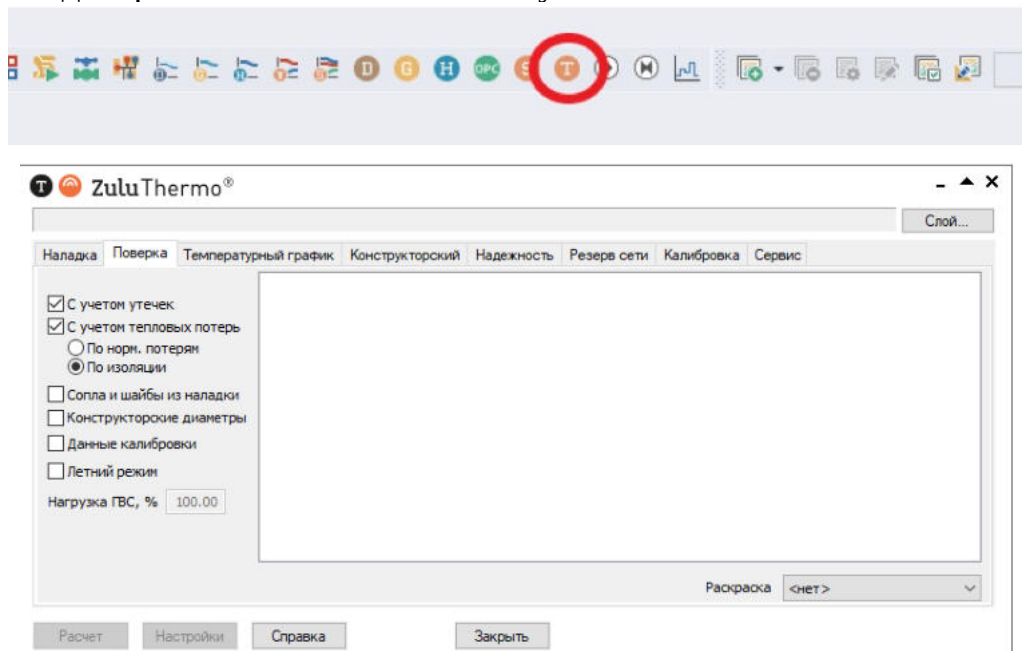 D G H OPC S T H
T ZuluThermo®
Слой...
Наладка Поверка Температурный график Конструкторский Надежность Резерв сети Калибровка Сервис
С учетом утечек
С учетом тепловых потерь
По норм. потерям
По изоляции
Сопла и шайбы из наладки
Конструкторские диаметры
Данные калибровки
Летний режим
Нагрузка ГВС, % 100.00
Раскраска <нет>
Расчет Настройки Справка Закрыть